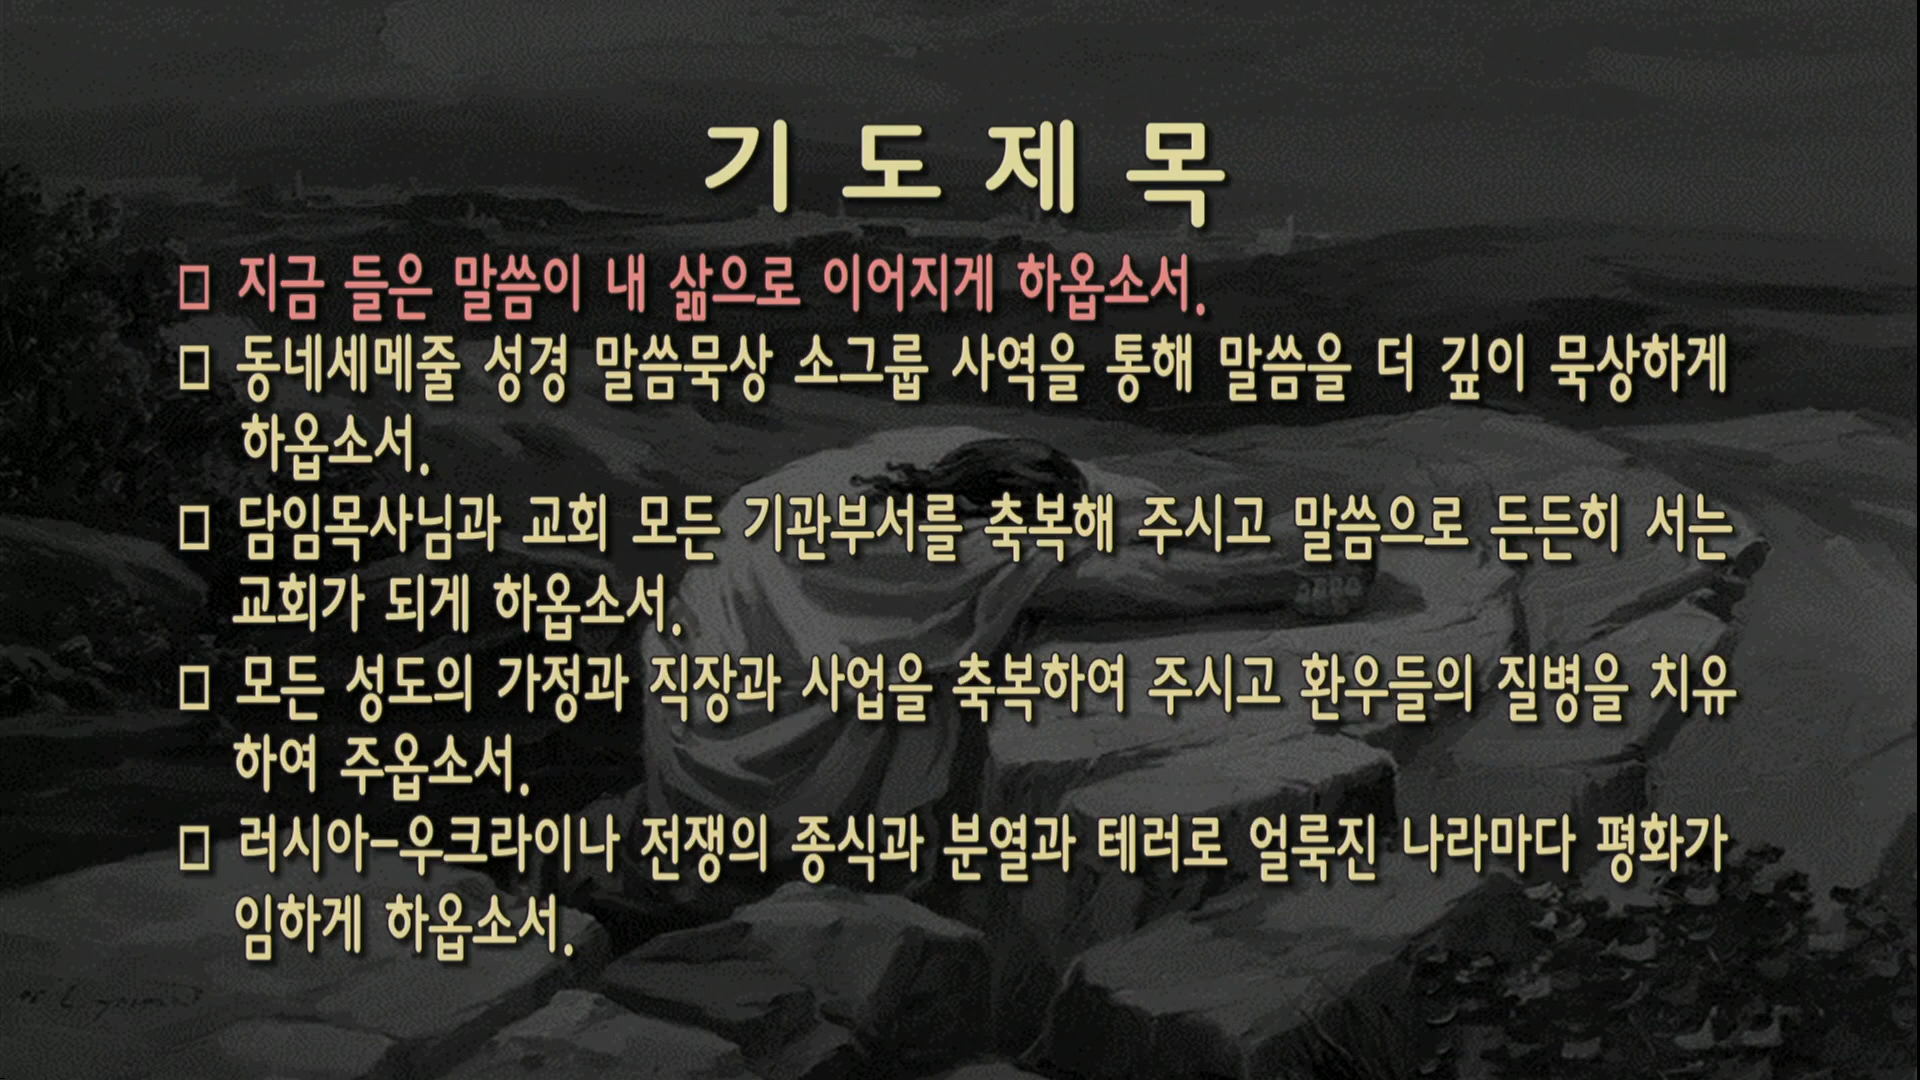 기 도 제 목
□ 지금 들은 말씀이 내 삶으로 이어지게 하옵소서.
□ 동네세메줄 성경 말씀묵상 소그룹 사역을 통해 말씀을 더 깊이 묵상하게
하옵소서.
□ 담임목사님과 교회 모든 기관부서를 축복해 주시고 말씀으로 든든히 서는
교회가 되게 하옵소서.
□ 모든 성도의 가정과 직장과 사업을 축복하여 주시고 환우들의 질병을 치유
하여 주옵소서.
□ 러시아-우크라이나 전쟁의 종식과 분열과 테러로 얼룩진 나라마다 평화가
임하게 하옵소서.